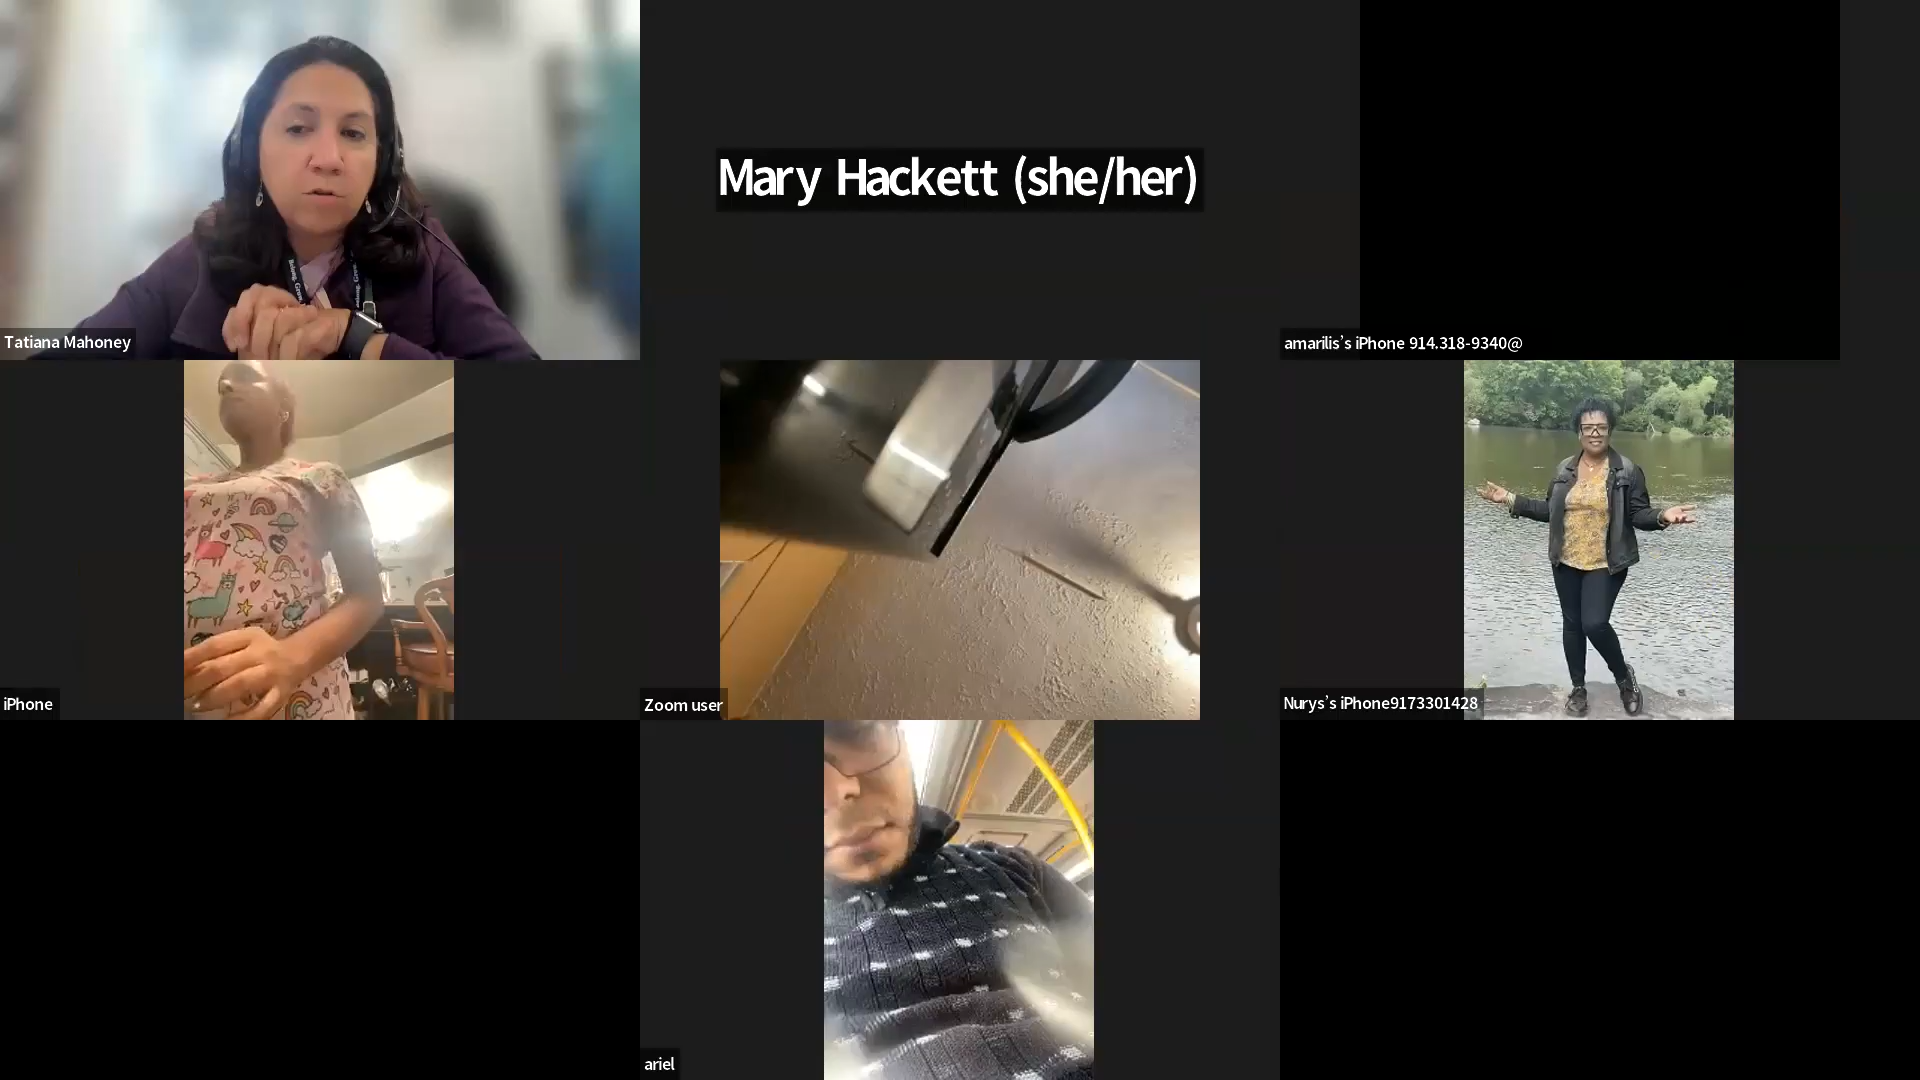 Mary Hackett (she/her)
Tatiana Mahoney
amarilis's iPhone 914.318-9340@
iPhone
Zoom user
Nurys's iPhone9173301428
ariel